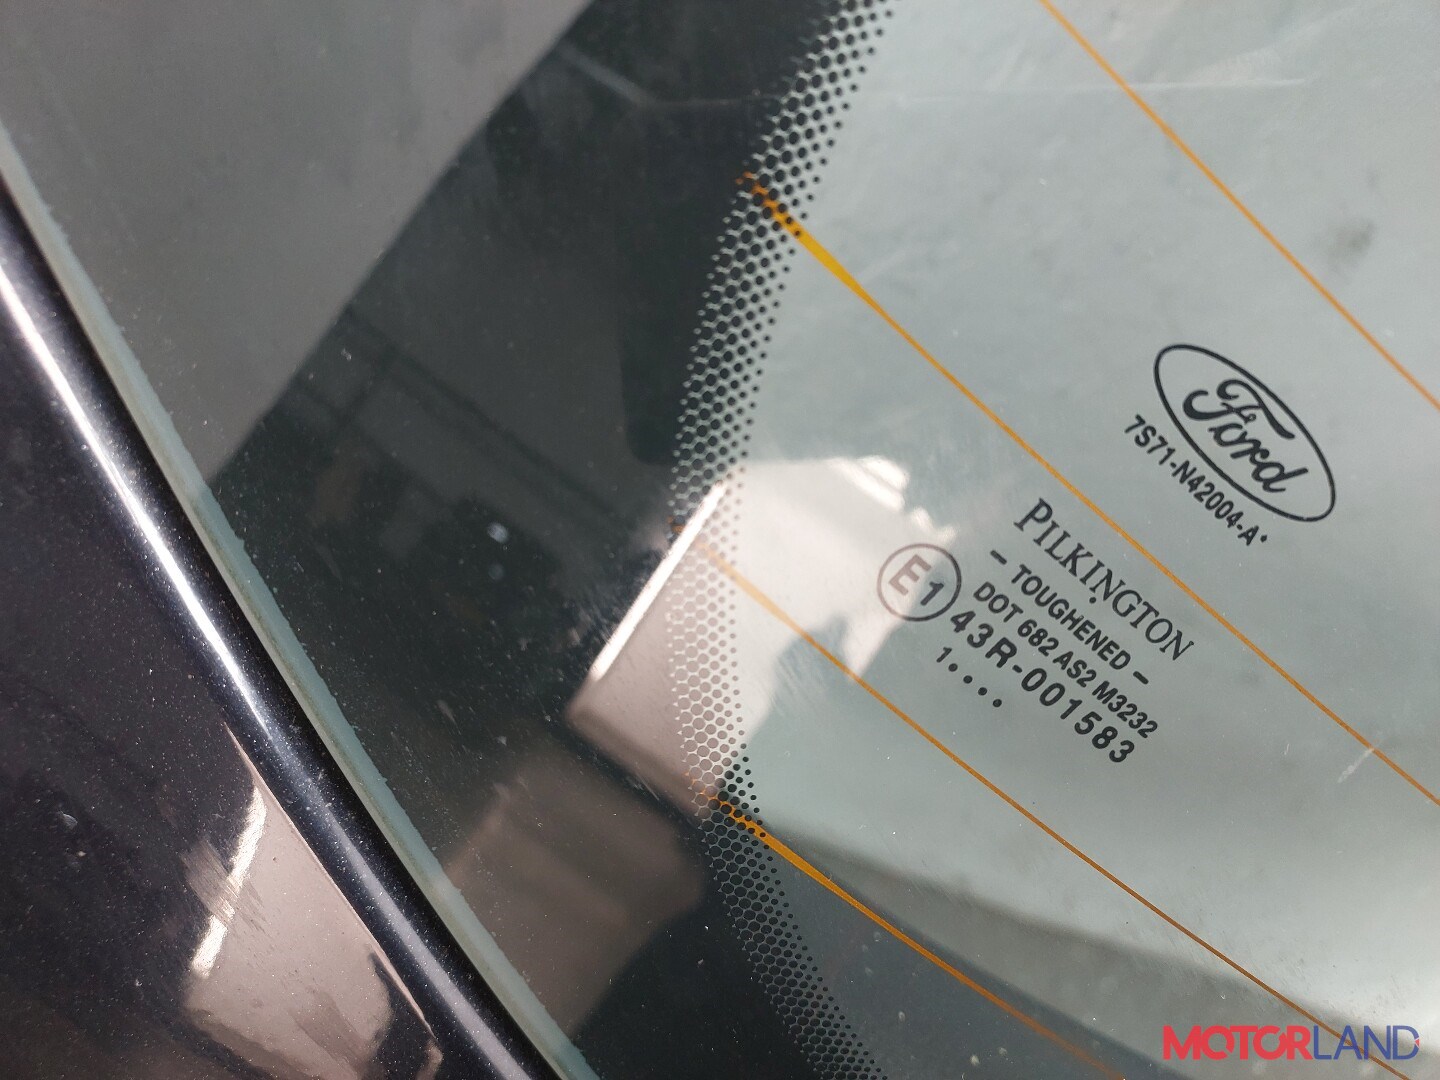 Ford
7S71-N42004-A*
PILKINGTON
- TOUGHENED -
DOT 682 AS2 M3232
E1 43R-001583
1....
MOTORLAND